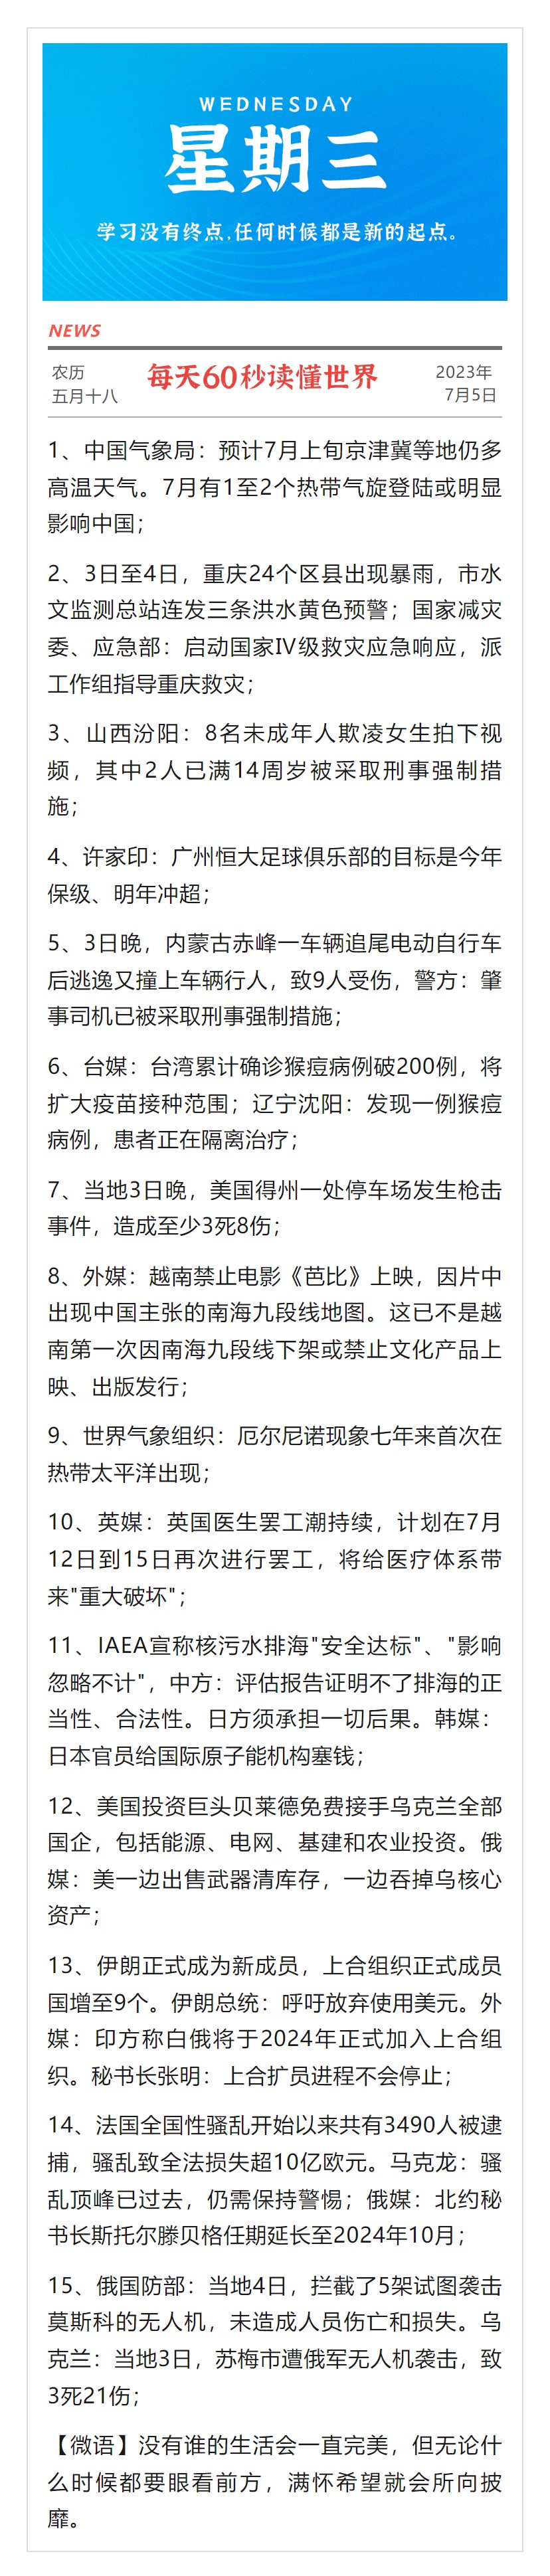 WEDNESDAY
星期三
学习没有终点,任何时候都是新的起点。
NEWS
农历
五月十八
每天60秒读懂世界
2023年
7月5日
1、中国气象局：预计7月上旬京津冀等地仍多
高温天气。7月有1至2个热带气旋登陆或明显
影响中国；
2、3日至4日，重庆24个区县出现暴雨，市水
文监测总站连发三条洪水黄色预警；国家减灾
委、应急部：启动国家IV级救灾应急响应，派
工作组指导重庆救灾；
3、山西汾阳：8名未成年人欺凌女生拍下视
频，其中2人已满14周岁被采取刑事强制措
施；
4、许家印：广州恒大足球俱乐部的目标是今年
保级、明年冲超；
5、3日晚，内蒙古赤峰一车辆追尾电动自行车
后逃逸又撞上车辆行人，致9人受伤，警方：肇
事司机已被采取刑事强制措施；
6、台媒：台湾累计确诊猴痘病例破200例，将
扩大疫苗接种范围；辽宁沈阳：发现一例猴痘
病例，患者正在隔离治疗；
7、当地3日晚，美国得州一处停车场发生枪击
事件，造成至少3死8伤；
8、外媒：越南禁止电影《芭比》上映，因片中
出现中国主张的南海九段线地图。这已不是越
南第一次因南海九段线下架或禁止文化产品上
映、出版发行；
9、世界气象组织：厄尔尼诺现象七年来首次在
热带太平洋出现；
10、英媒：英国医生罢工潮持续，计划在7月
12日到15日再次进行罢工，将给医疗体系带
来"重大破坏"；
11、IAEA宣称核污水排海"安全达标"、"影响
忽略不计"，中方：评估报告证明不了排海的正
当性、合法性。日方须承担一切后果。韩媒：
日本官员给国际原子能机构塞钱；
12、美国投资巨头贝莱德免费接手乌克兰全部
国企，包括能源、电网、基建和农业投资。俄
媒：美一边出售武器清库存，一边吞掉乌核心
资产；
13、伊朗正式成为新成员，上合组织正式成员
国增至9个。伊朗总统：呼吁放弃使用美元。外
媒：印方称白俄将于2024年正式加入上合组
织。秘书长张明：上合扩员进程不会停止；
14、法国全国性骚乱开始以来共有3490人被逮
捕，骚乱致全法损失超10亿欧元。马克龙：骚
乱顶峰已过去，仍需保持警惕；俄媒：北约秘
书长斯托尔滕贝格任期延长至2024年10月；
15、俄国防部：当地4日，拦截了5架试图袭击
莫斯科的无人机，未造成人员伤亡和损失。乌
克兰：当地3日，苏梅市遭俄军无人机袭击，致
3死21伤；
【微语】没有谁的生活会一直完美，但无论什
么时候都要眼看前方，满怀希望就会所向披
靡。